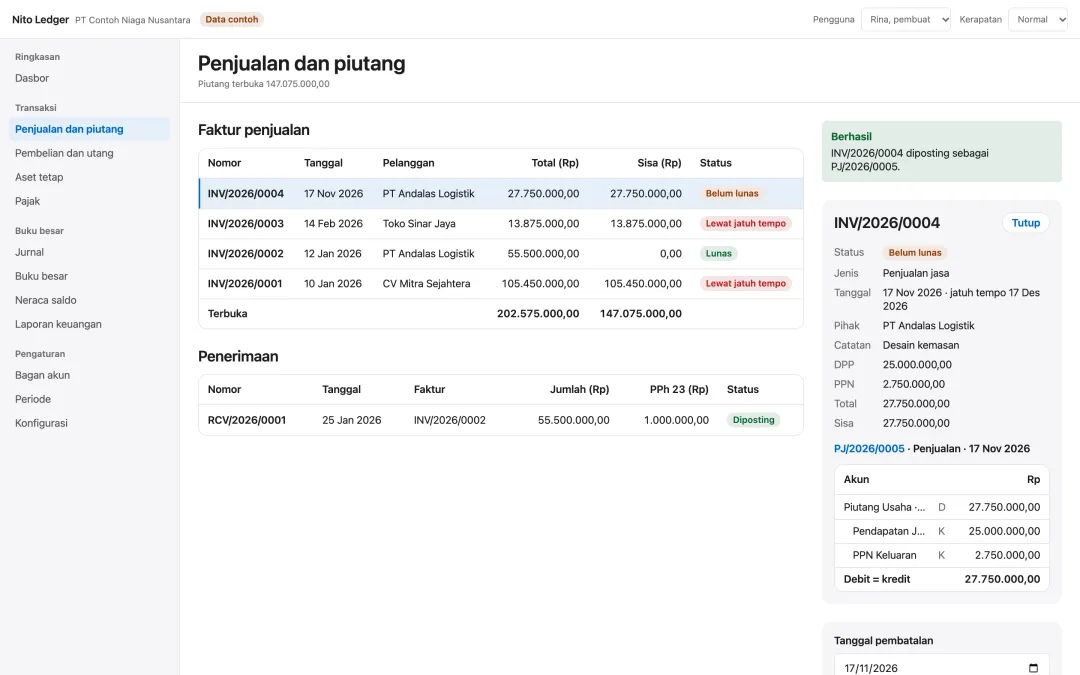 Nito Ledger PT Contoh Niaga Nusantara Data contoh Pengguna Rina, pembuat Kerapatan Normal
Ringkasan
Dasbor
Transaksi
Penjualan dan piutang
Pembelian dan utang
Aset tetap
Pajak
Buku besar
Jurnal
Buku besar
Neraca saldo
Laporan keuangan
Pengaturan
Bagan akun
Periode
Konfigurasi
Penjualan dan piutang
Piutang terbuka 147.075.000,00
Faktur penjualan
Nomor Tanggal Pelanggan Total (Rp) Sisa (Rp) Status
INV/2026/0004 17 Nov 2026 PT Andalas Logistik 27.750.000,00 27.750.000,00 Belum lunas
INV/2026/0003 14 Feb 2026 Toko Sinar Jaya 13.875.000,00 13.875.000,00 Lewat jatuh tempo
INV/2026/0002 12 Jan 2026 PT Andalas Logistik 55.500.000,00 0,00 Lunas
INV/2026/0001 10 Jan 2026 CV Mitra Sejahtera 105.450.000,00 105.450.000,00 Lewat jatuh tempo
Terbuka 202.575.000,00 147.075.000,00
Penerimaan
Nomor Tanggal Faktur Jumlah (Rp) PPh 23 (Rp) Status
RCV/2026/0001 25 Jan 2026 INV/2026/0002 55.500.000,00 1.000.000,00 Diposting
Berhasil
INV/2026/0004 diposting sebagai
PJ/2026/0005.
INV/2026/0004 Tutup
Status Belum lunas
Jenis Penjualan jasa
Tanggal 17 Nov 2026 · jatuh tempo 17 Des
2026
Pihak PT Andalas Logistik
Catatan Desain kemasan
DPP 25.000.000,00
PPN 2.750.000,00
Total 27.750.000,00
Sisa 27.750.000,00
PJ/2026/0005 · Penjualan · 17 Nov 2026
Akun Rp
Piutang Usaha ·... D 27.750.000,00
Pendapatan J... K 25.000.000,00
PPN Keluaran K 2.750.000,00
Debit = kredit 27.750.000,00
Tanggal pembatalan
17/11/2026